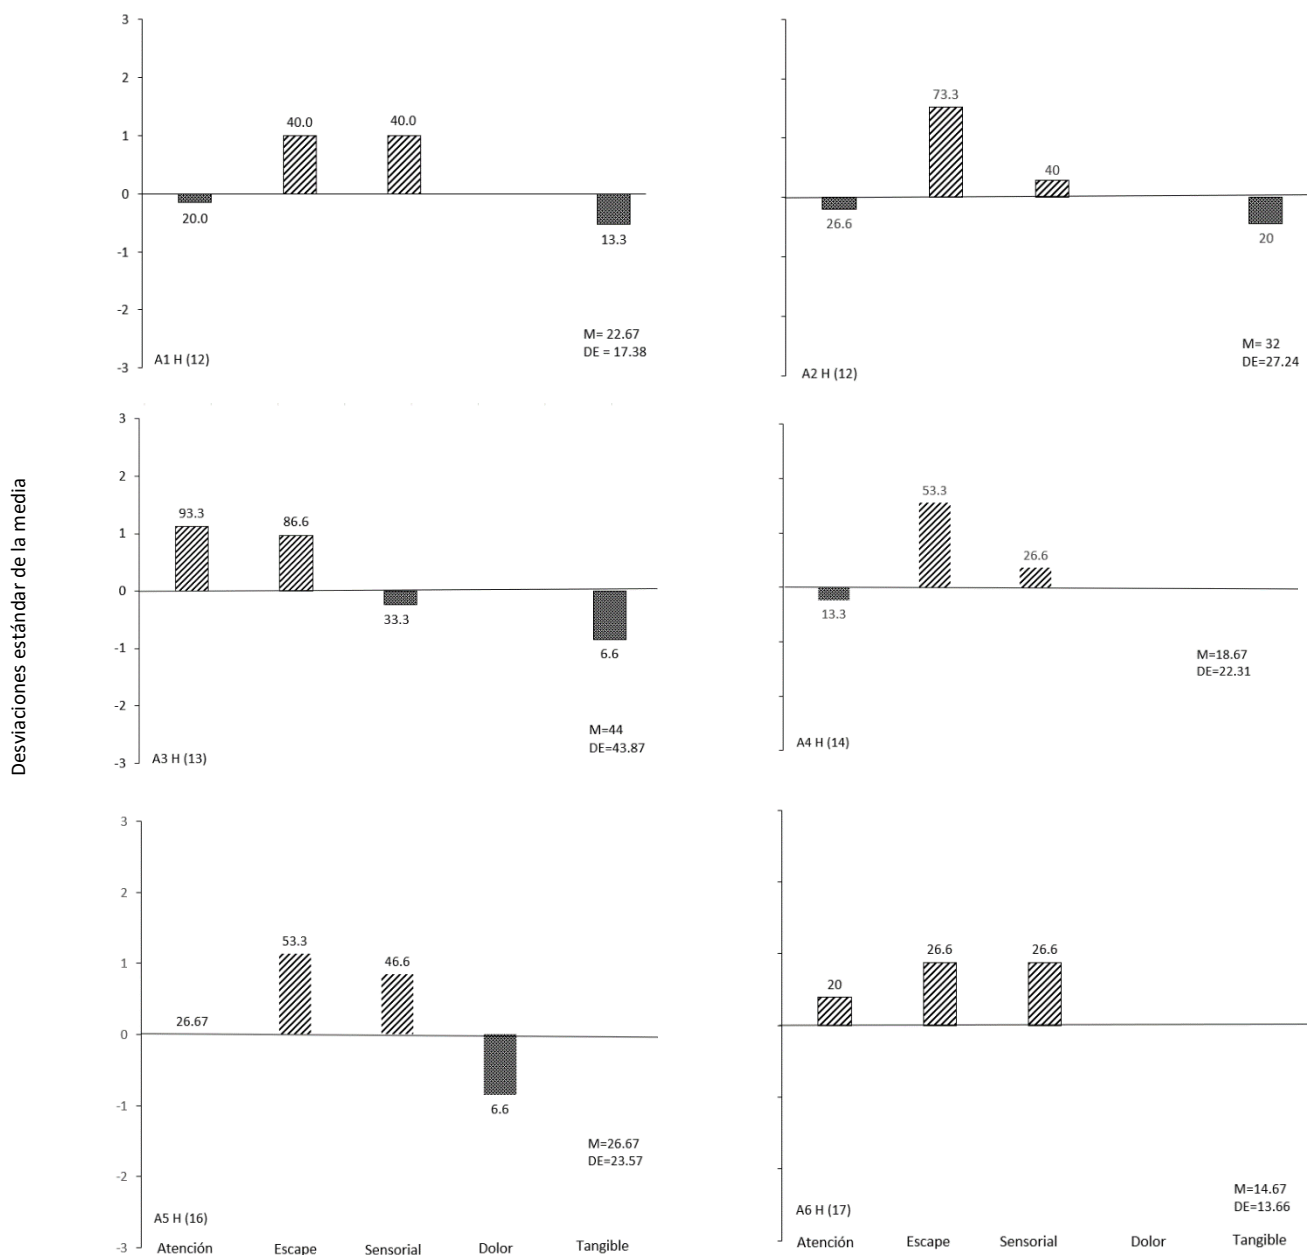 Desviaciones estándar de la media
3
2
1
0
-1
-2
-3
40.0
40.0
20.0
13.3
M= 22.67
DE = 17.38
A1 H (12)
73.3
40
26.6
20
M= 32
DE=27.24
A2 H (12)
3
2
1
0
-1
-2
-3
93.3
86.6
33.3
6.6
M=44
DE=43.87
A3 H (13)
53.3
26.6
13.3
M=18.67
DE=22.31
A4 H (14)
3
2
1
0
-1
-2
-3
26.67
53.3
46.6
6.6
M=26.67
DE=23.57
A5 H (16)
Atención Escape Sensorial Dolor Tangible
20
26.6
26.6
M=14.67
DE=13.66
A6 H (17)
Atención Escape Sensorial Dolor Tangible